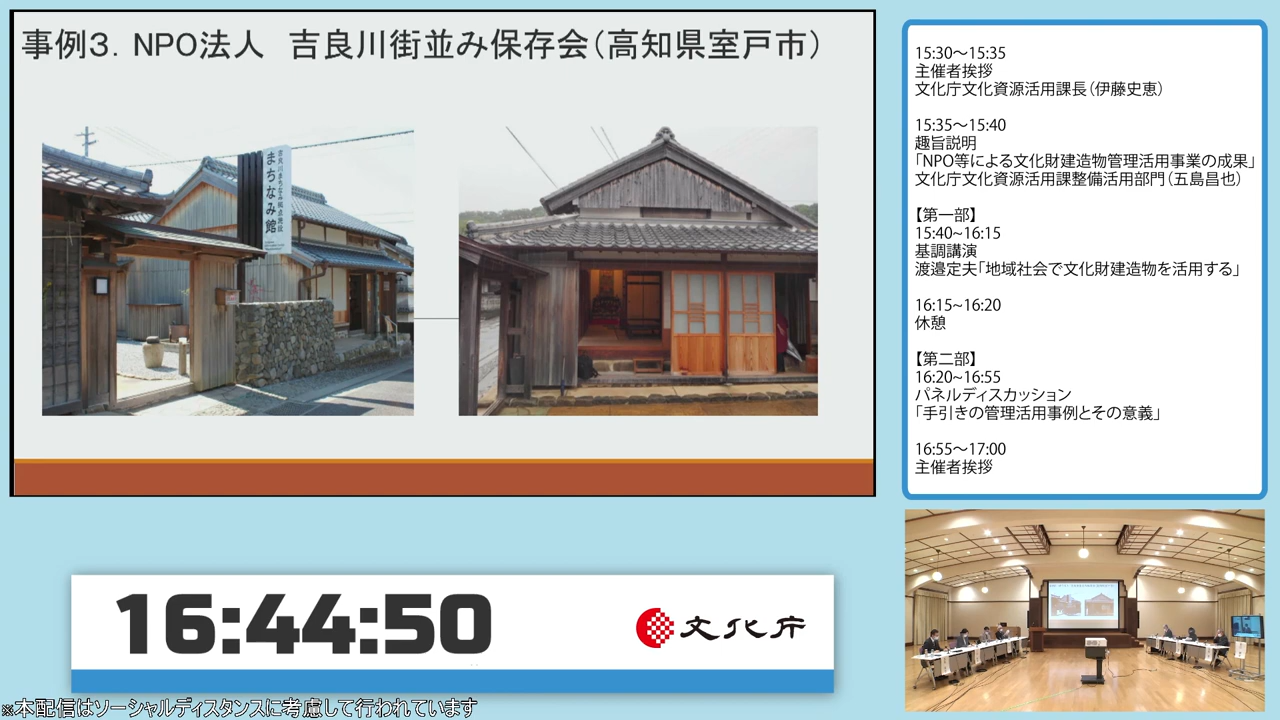 事例３．NPO法人　吉良川街並み保存会（高知県室戸市）
吉良川まちなみ拠点施設
まちなみ館
15:30～15:35
主催者挨拶
文化庁文化資源活用課長（伊藤史恵）
15:35～15:40
趣旨説明
「NPO等による文化財建造物管理活用事業の成果」
文化庁文化資源活用課整備活用部門（五島昌也）
【第一部】
15:40~16:15
基調講演
渡邉定夫「地域社会で文化財建造物を活用する」
16:15~16:20
休憩
【第二部】
16:20~16:55
パネルディスカッション
「手引きの管理活用事例とその意義」
16:55～17:00
主催者挨拶
16:44:50
文化庁
※本配信はソーシャルディスタンスに考慮して行われています